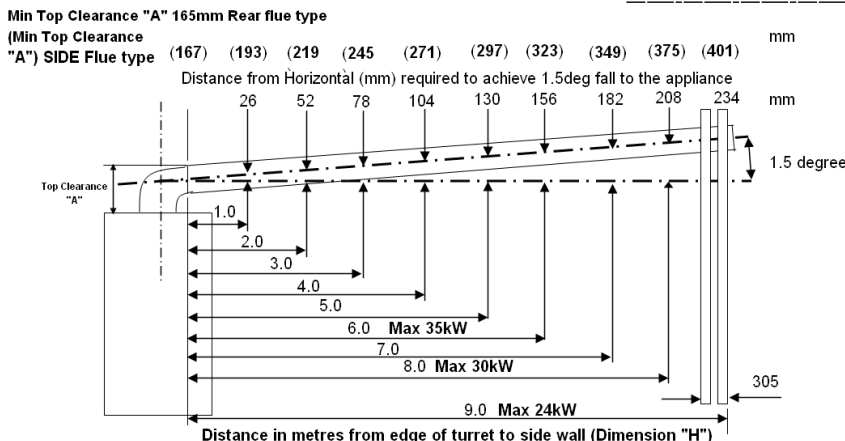 Min Top Clearance "A" 165mm Rear flue type
(Min Top Clearance
"A") SIDE Flue type (167) (193) (219 (245 (271) (297) (323) (349) (375) (401) mm
Distance from Horizontal (mm) required to achieve 1.5deg fall to the appliance
26 52 78 104 130 156 182 208 234 mm
1.5 degree
Top Clearance
"A"
1.0
2.0
3.0
4.0
5.0
6.0 Max 35kW
7.0
8.0 Max 30kW
305
9.0 Max 24kW
Distance in metres from edge of turret to side wall (Dimension "H")